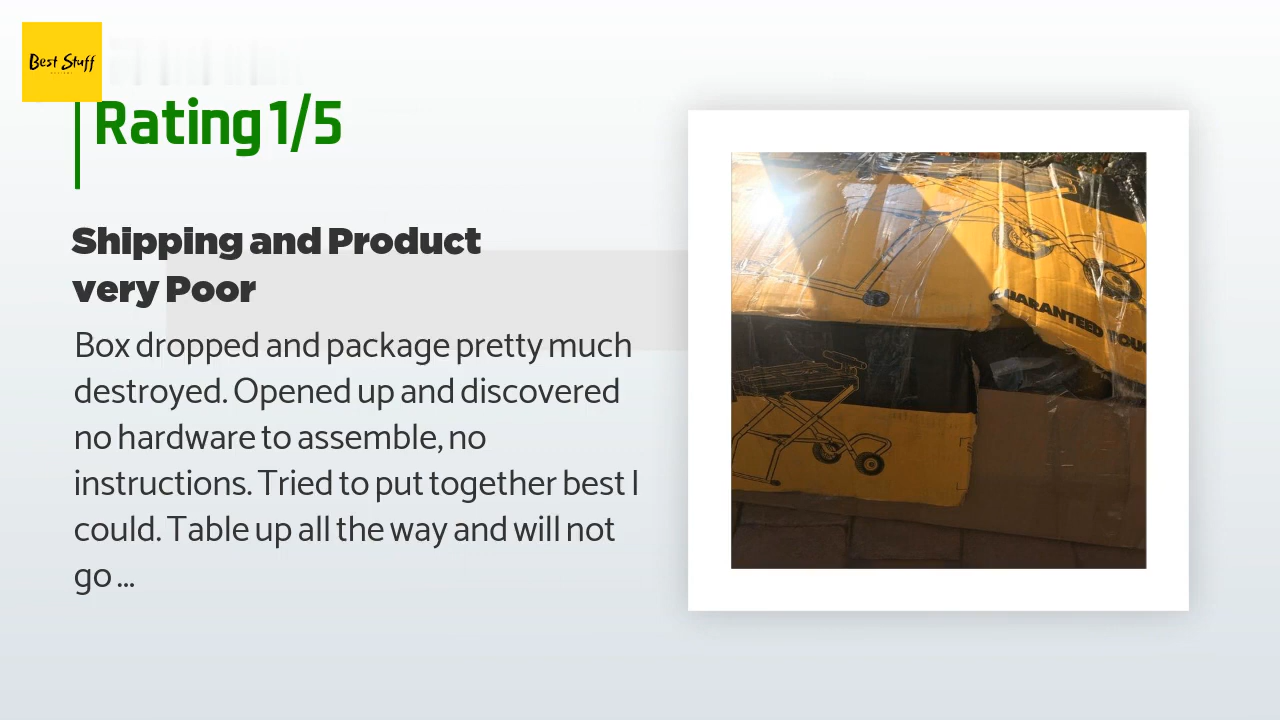 Best Stuff
Rating 1/5
Shipping and Product
very Poor
Box dropped and package pretty much
destroyed. Opened up and discovered
no hardware to assemble, no
instructions. Tried to put together best I
could. Table up all the way and will not
go ...
UARANTEED TOUG